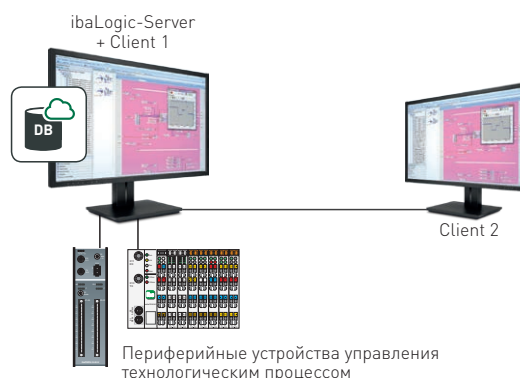 ibaLogic-Server
+ Client 1
DB
Client 2
Периферийные устройства управления
технологическим процессом